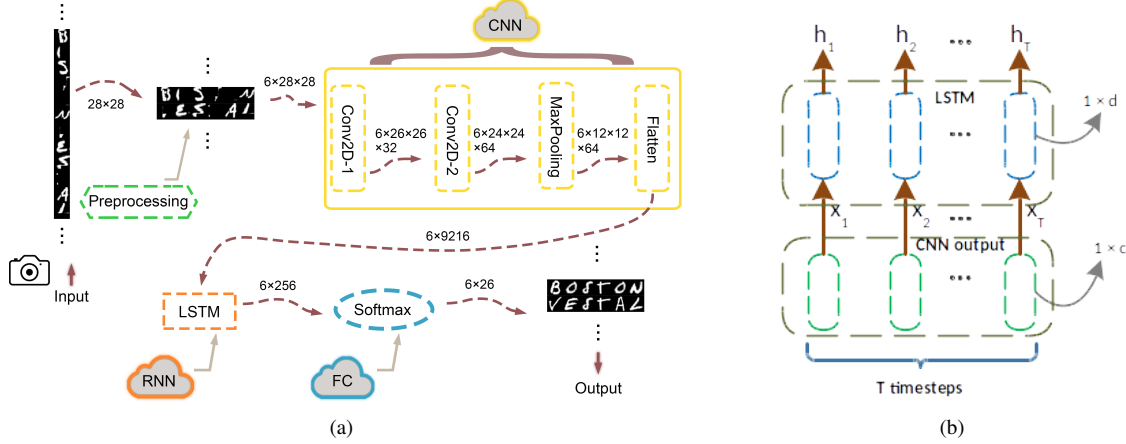 CNN
28×28
6×28×28
Conv2D-1
6×26×26
×32
Conv2D-2
6×24×24
×64
MaxPooling
6×12×12
×64
Flatten
Preprocessing
6×9216
Input
LSTM
6×256
Softmax
6×26
BOSTON
VESTAL
RNN
FC
Output
(a)
h1 h2 ... hT
LSTM
1 × d
x1 x2 ... xT
CNN output
1 × c
T timesteps
(b)